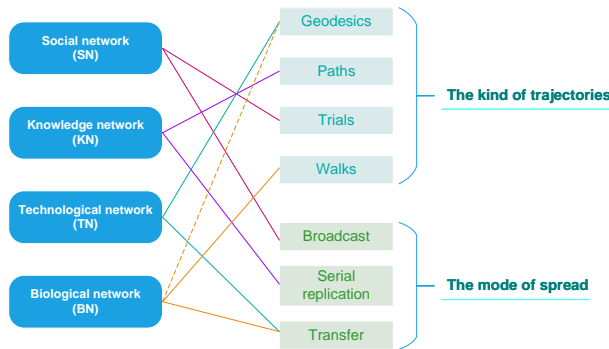 Social network
(SN)
Knowledge network
(KN)
Technological network
(TN)
Biological network
(BN)
Geodesics
Paths
Trials
Walks
Broadcast
Serial
replication
Transfer
The kind of trajectories
The mode of spread